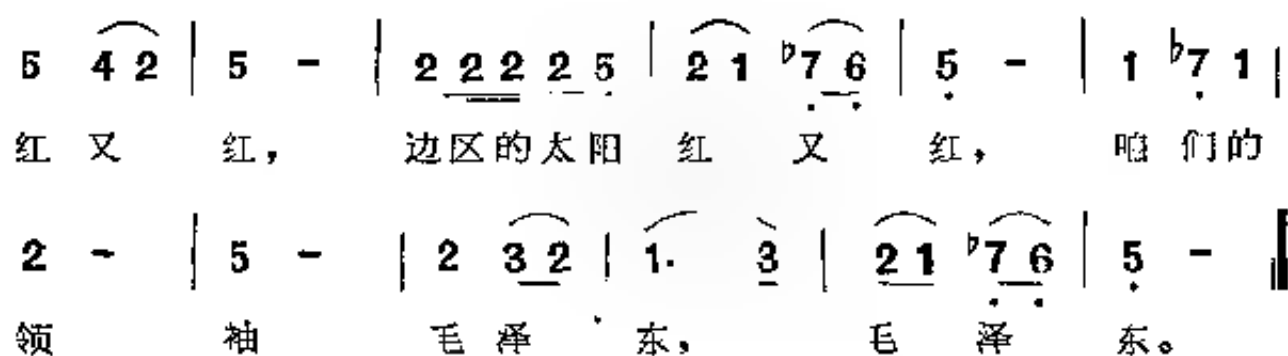 5 4 2 | 5 - | 2 2 2 2 5 | 2 1 ♭7 6 | 5 - | 1 ♭7 1 |
红 又 红， 边区的太阳 红 又 红， 咱 们的
2 - | 5 - | 2 3 2 | 1· 3 | 2 1 ♭7 6 | 5 - ‖
领 袖 毛 泽 东， 毛 泽 东。